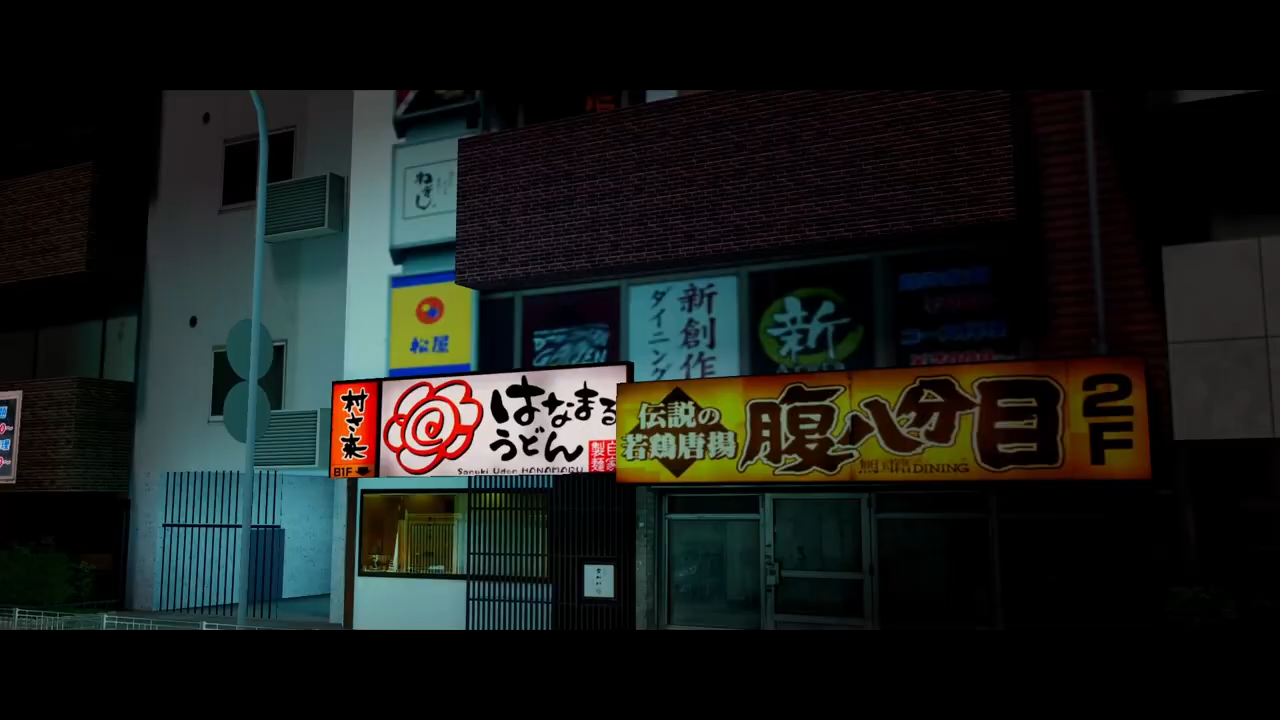 ねぎし
松屋
ダイニング
新創作
新
村さ来
B1F
はなまる
うどん
Sanuki Udon HANAMARU
自家
製麺
伝説の
若鶏唐揚
腹八分目
DINING
2F